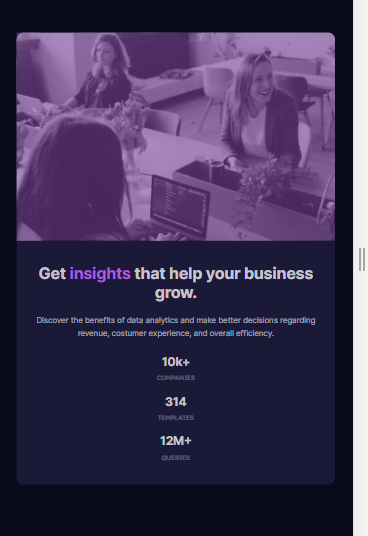 Get insights that help your business
grow.
Discover the benefits of data analytics and make better decisions regarding
revenue, costumer experience, and overall efficiency.
10k+
COMPANIES
314
TEMPLATES
12M+
QUERIES